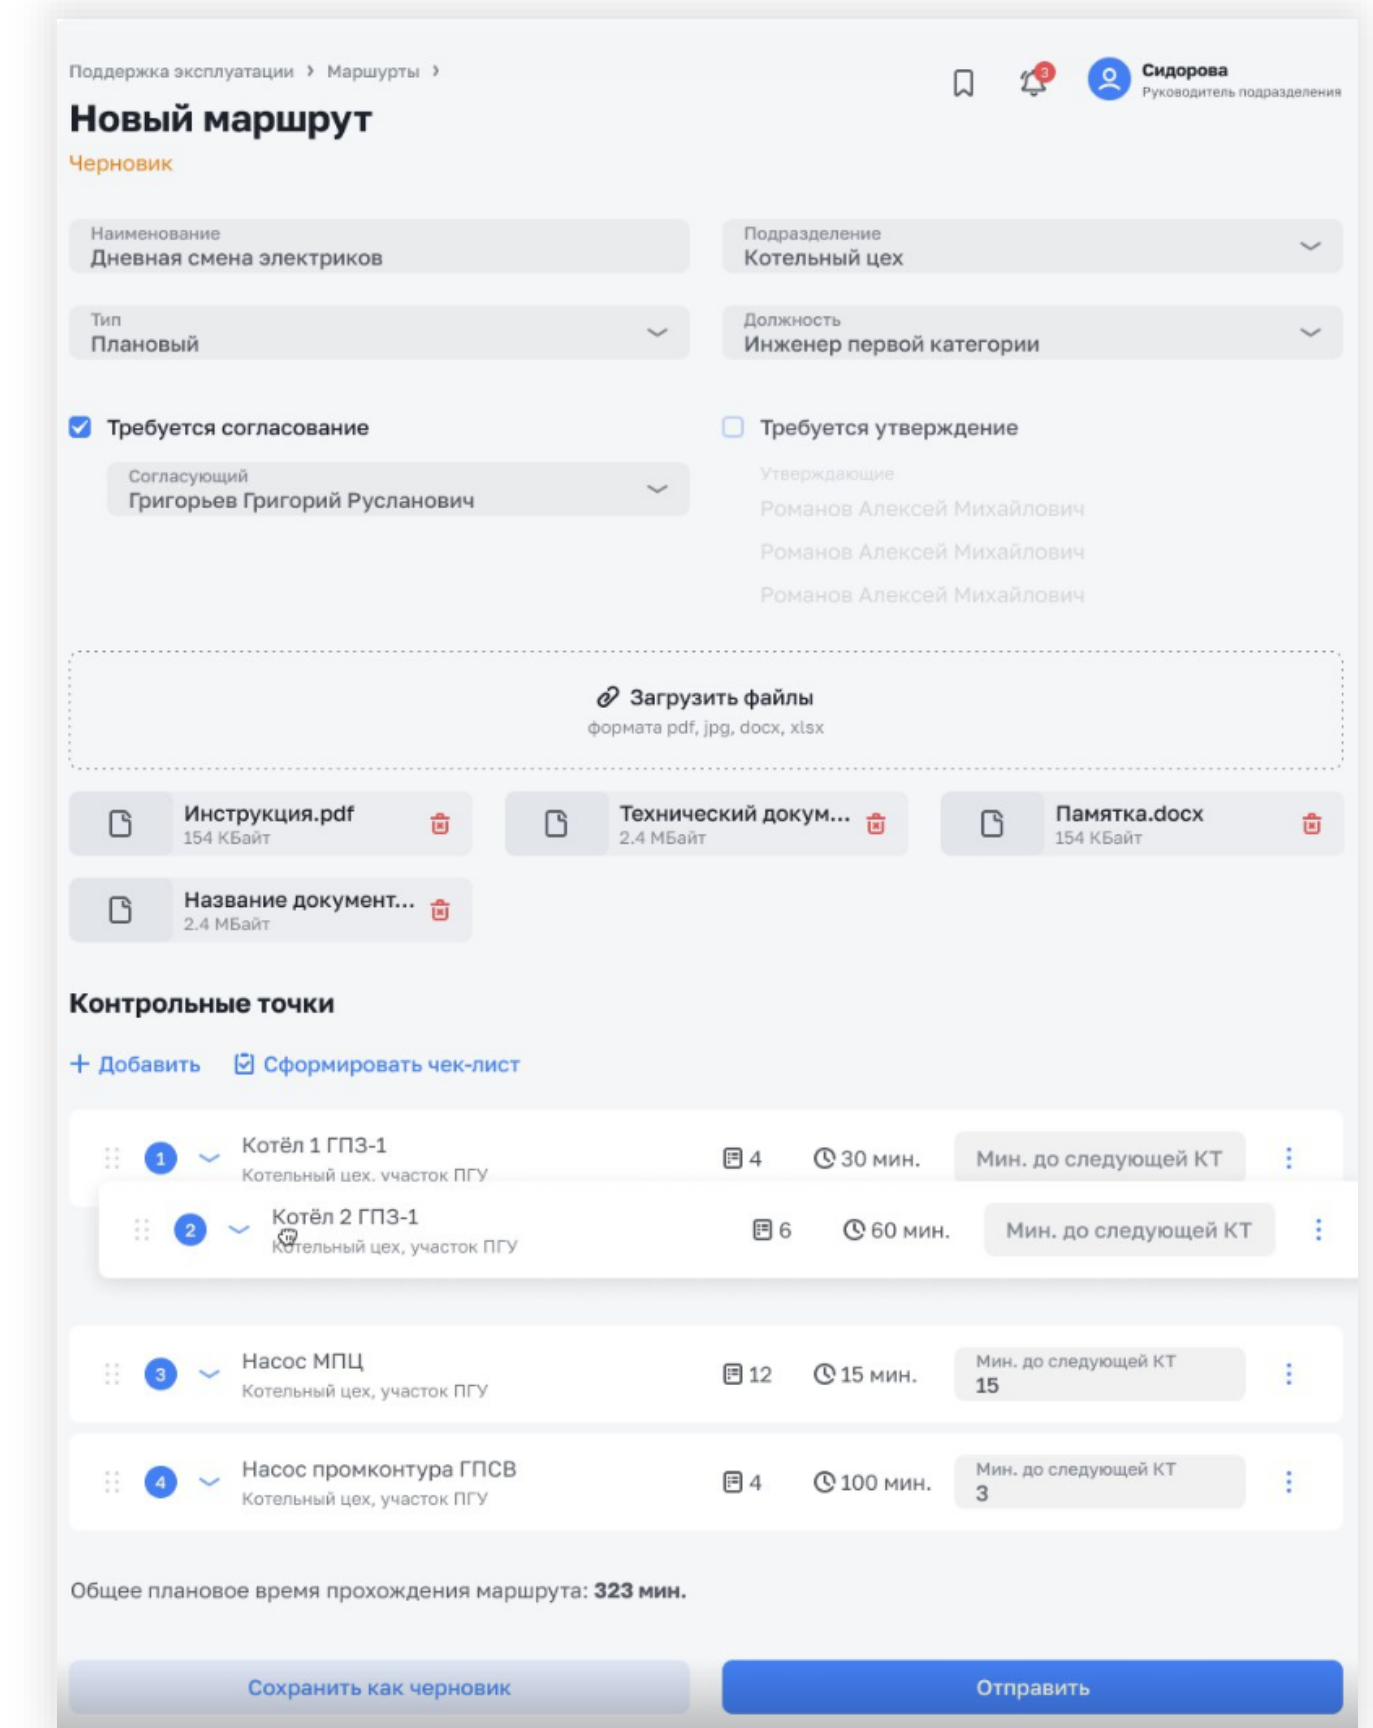 Поддержка эксплуатации › Маршурты ›
Новый маршрут
Черновик
3
Сидорова
Руководитель подразделения
Наименование
Дневная смена электриков
Подразделение
Котельный цех
Тип
Плановый
Должность
Инженер первой категории
Требуется согласование
Согласующий
Григорьев Григорий Русланович
Требуется утверждение
Утверждающие
Романов Алексей Михайлович
Романов Алексей Михайлович
Романов Алексей Михайлович
Загрузить файлы
формата pdf, jpg, docx, xlsx
Инструкция.pdf
154 КБайт
Технический докум...
2.4 МБайт
Памятка.docx
154 КБайт
Название документ...
2.4 МБайт
Контрольные точки
+ Добавить
Сформировать чек-лист
1
Котёл 1 ГПЗ-1
Котельный цех, участок ПГУ
4
30 мин.
Мин. до следующей КТ
2
Котёл 2 ГПЗ-1
Котельный цех, участок ПГУ
6
60 мин.
Мин. до следующей КТ
3
Насос МПЦ
Котельный цех, участок ПГУ
12
15 мин.
Мин. до следующей КТ
15
4
Насос промконтура ГПСВ
Котельный цех, участок ПГУ
4
100 мин.
Мин. до следующей КТ
3
Общее плановое время прохождения маршрута: 323 мин.
Сохранить как черновик
Отправить